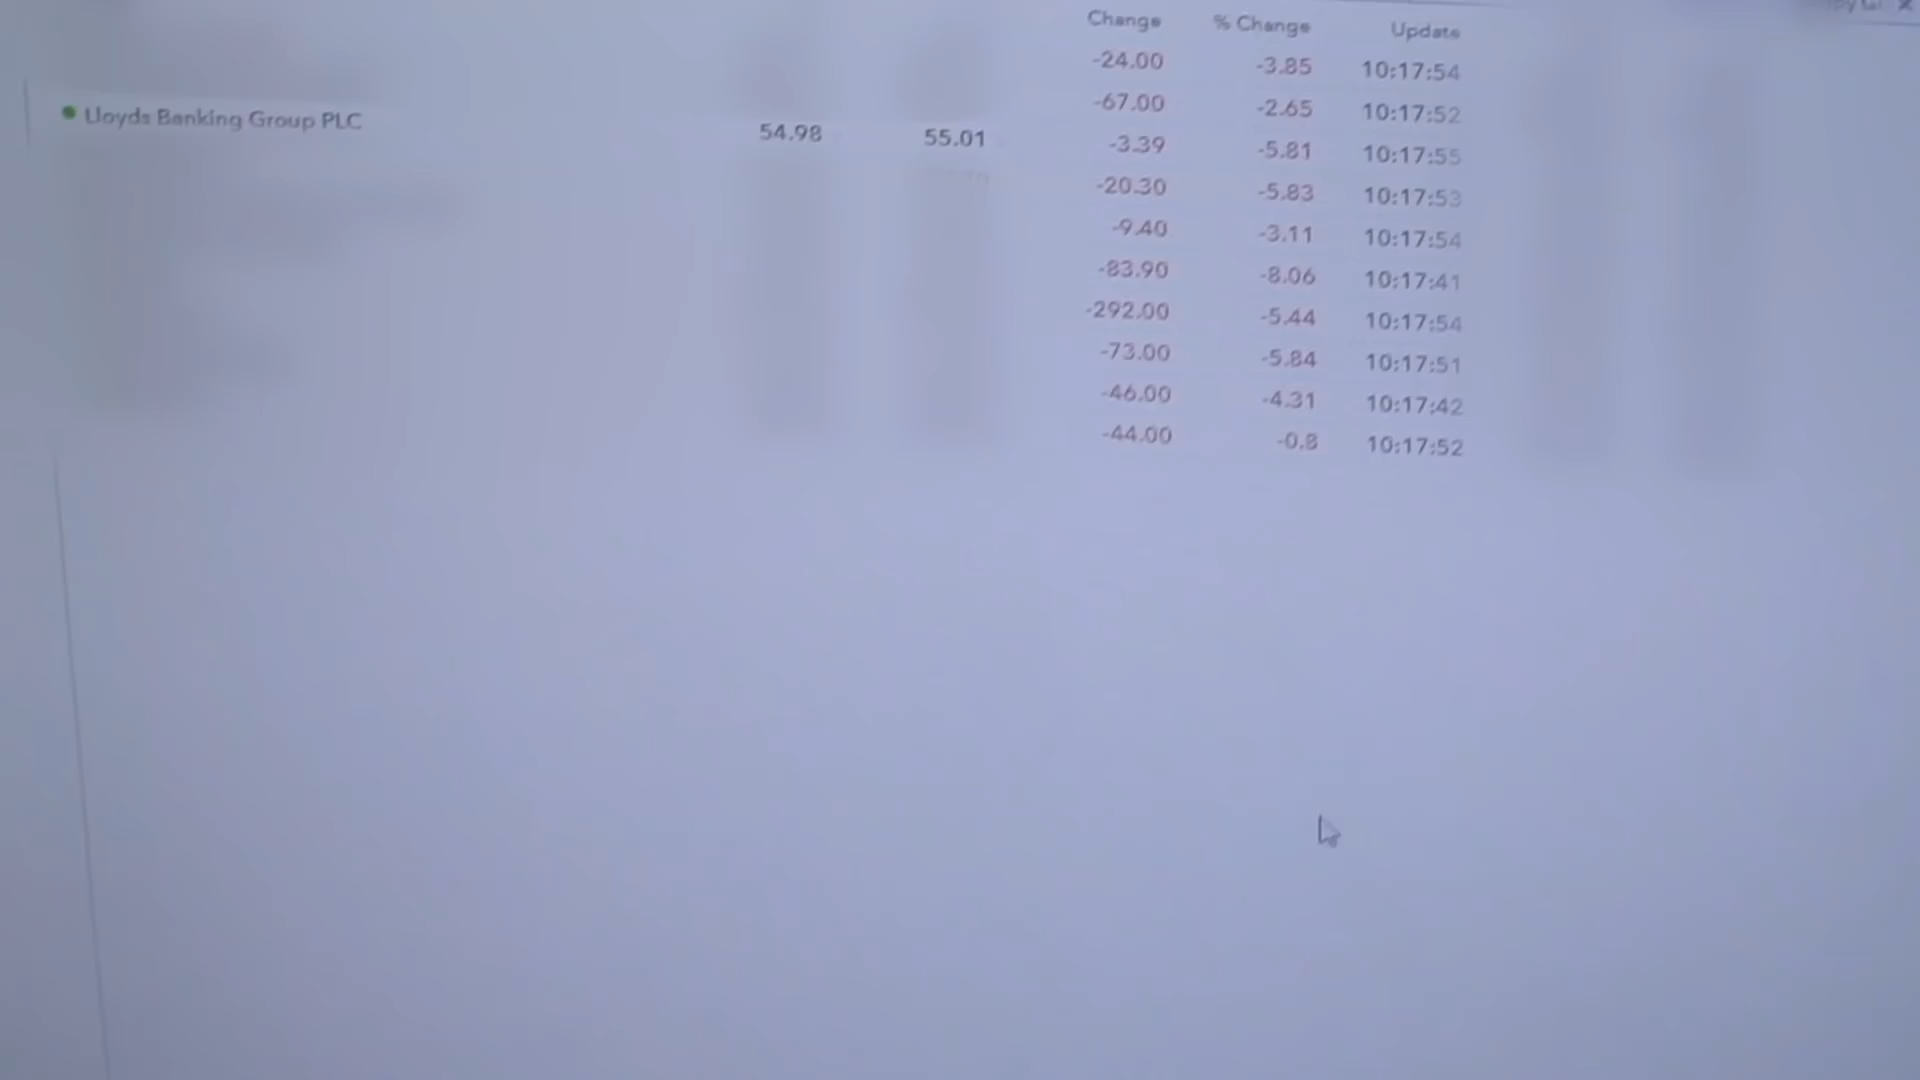 Change % Change Update
-24.00 -3.85 10:17:54
-67.00 -2.65 10:17:52
Lloyds Banking Group PLC 54.98 55.01 -3.39 -5.81 10:17:55
-20.30 -5.83 10:17:53
-9.40 -3.11 10:17:54
-83.90 -8.06 10:17:41
-292.00 -5.44 10:17:54
-73.00 -5.84 10:17:51
-46.00 -4.31 10:17:42
-44.00 -0.8 10:17:52